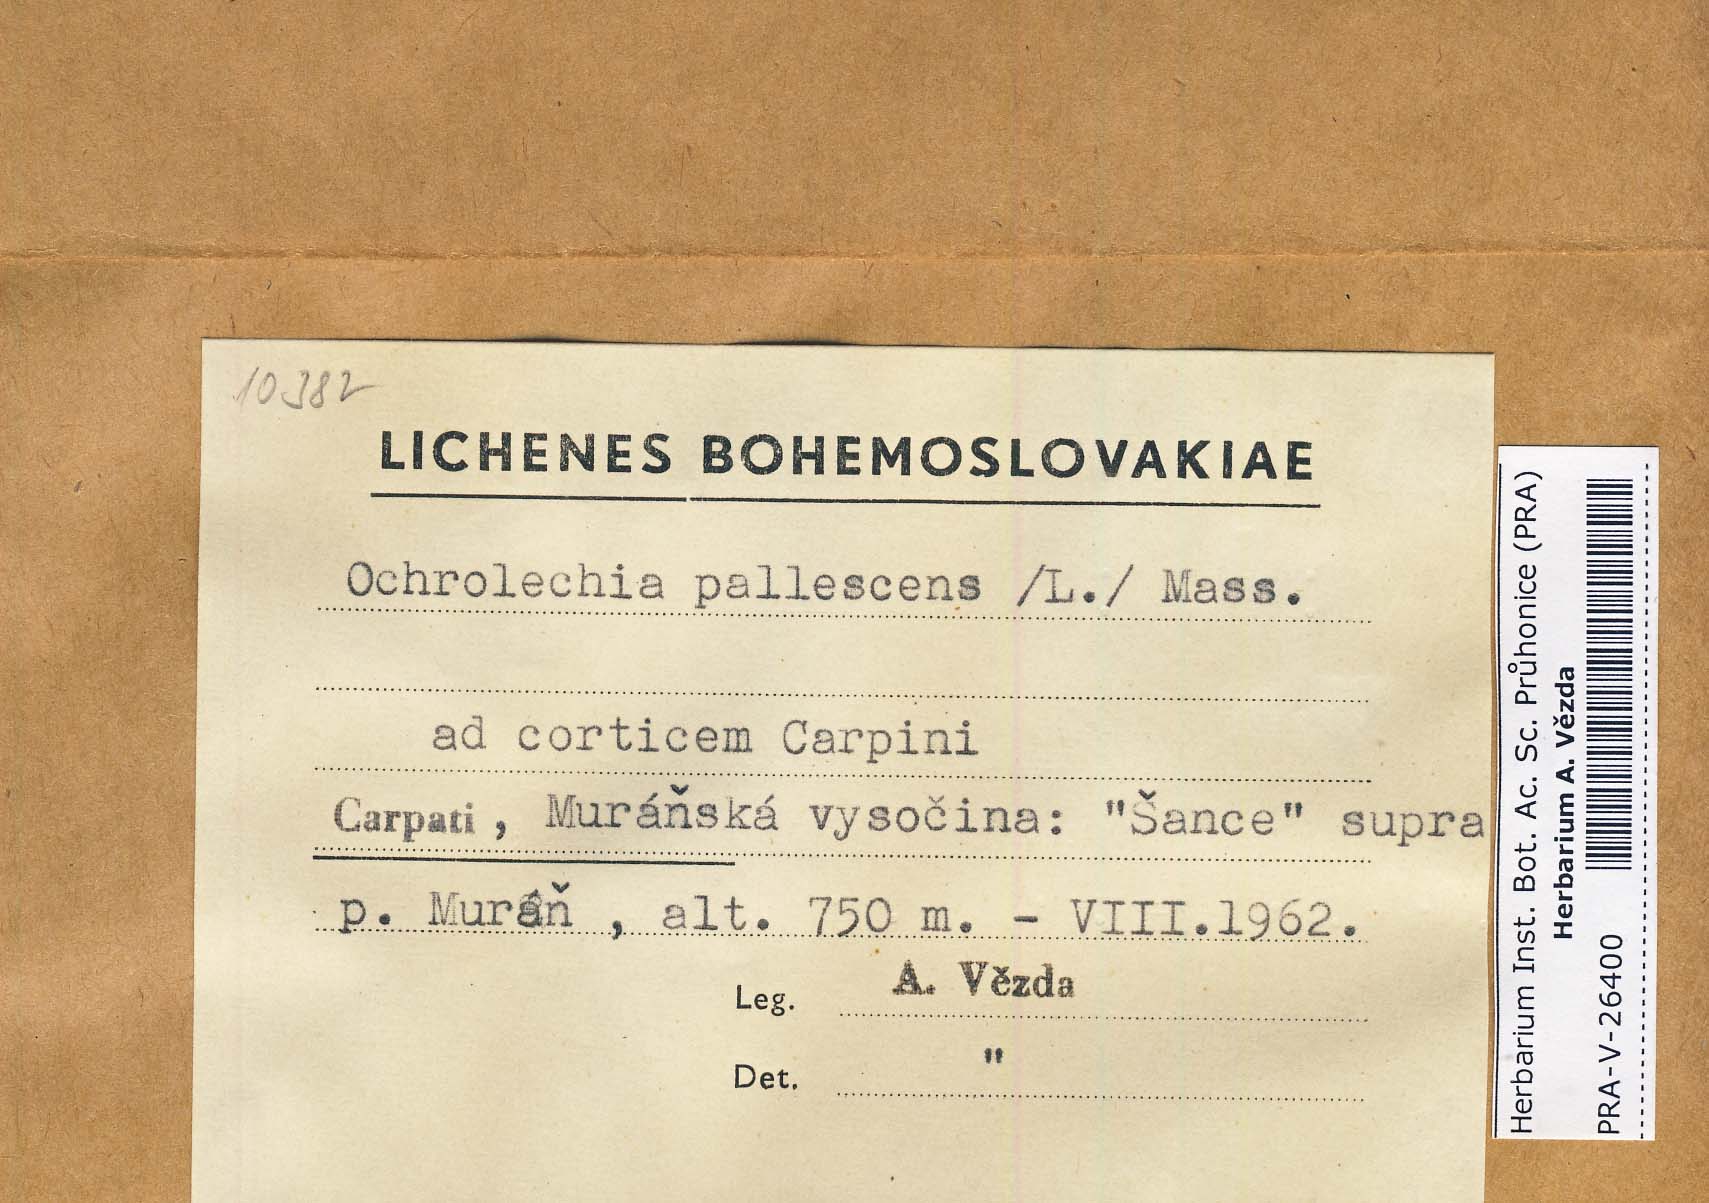 10382
LICHENES BOHEMOSLOVAKIAE
Ochrolechia pallescens /L./ Mass.
ad corticem Carpini
Carpati, Muráňská vysočina: "Šance" supra
p. Muráň, alt. 750 m. - VIII.1962.
Leg. A. Vězda
Det. "
Herbarium Inst. Bot. Ac. Sc. Průhonice (PRA)
Herbarium A. Vězda
PRA-V-26400